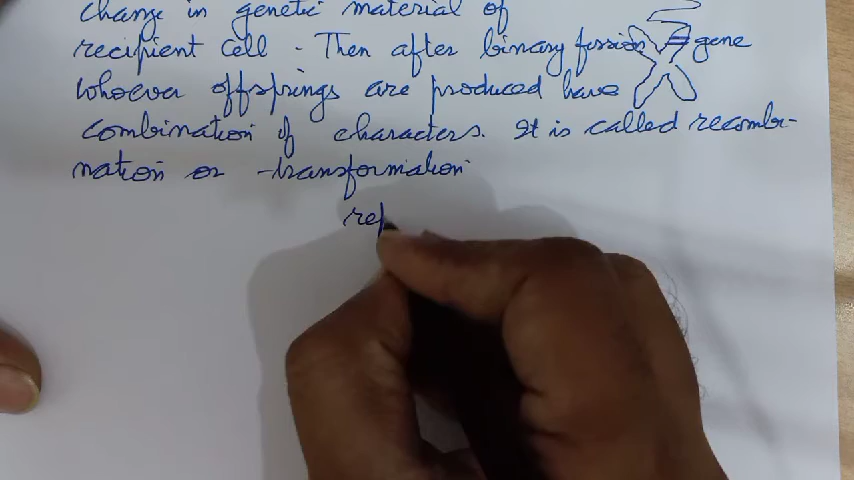 change in genetic material of
recipient cell. Then after binary fission gene
whoever offsprings are produced have
combination of characters. It is called recombi-
nation or transformation
rep